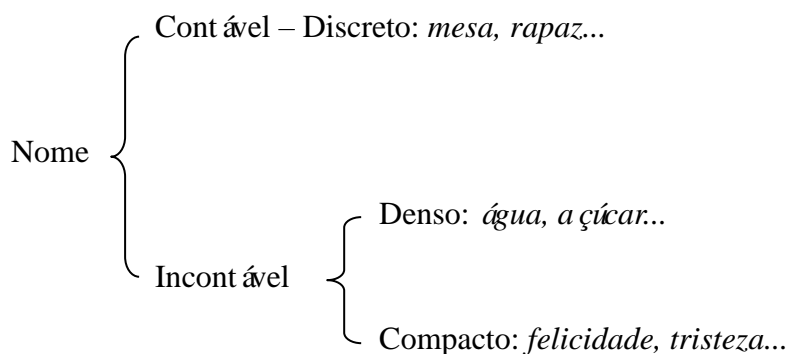 Contável – Discreto: mesa, rapaz...
Nome
Denso: água, açúcar...
Incontável
Compacto: felicidade, tristeza...